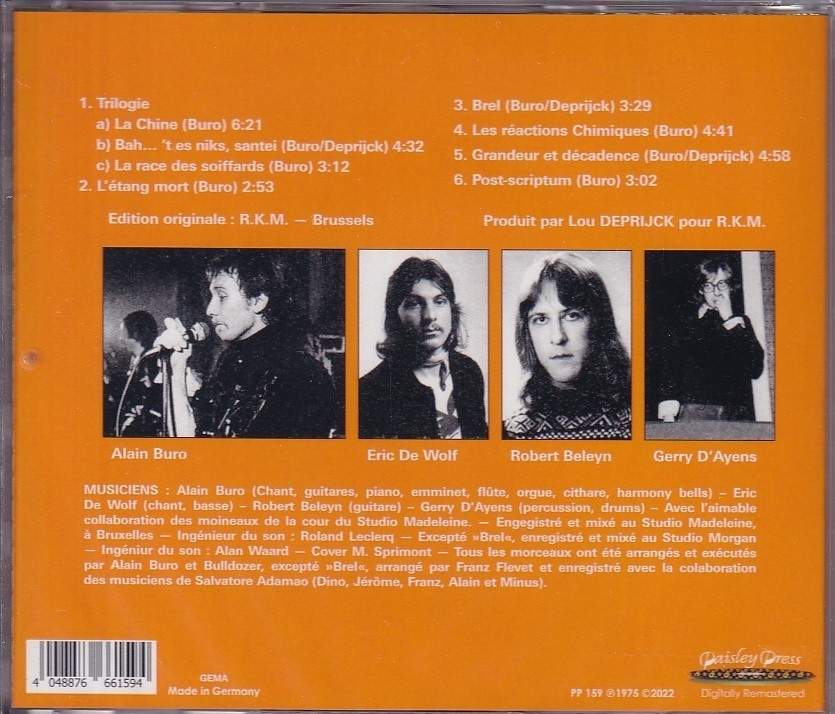 1. Trilogie
a) La Chine (Buro) 6:21
b) Bah... ’t es niks, santei (Buro/Deprijck) 4:32
c) La race des soiffards (Buro) 3:12
2. L’étang mort (Buro) 2:53
3. Brel (Buro/Deprijck) 3:29
4. Les réactions Chimiques (Buro) 4:41
5. Grandeur et décadence (Buro/Deprijck) 4:58
6. Post-scriptum (Buro) 3:02
Edition originale : R.K.M. — Brussels
Produit par Lou DEPRIJCK pour R.K.M.
Alain Buro
Eric De Wolf
Robert Beleyn
Gerry D’Ayens
MUSICIENS : Alain Buro (Chant, guitares, piano, emminet, flûte, orgue, cithare, harmony bells) – Eric
De Wolf (chant, basse) – Robert Beleyn (guitare) – Gerry D’Ayens (percussion, drums) – Avec l’aimable
collaboration des moineaux de la cour du Studio Madeleine. — Engegistré et mixé au Studio Madeleine,
à Bruxelles — Ingénieur du son : Roland Leclerq — Excepté »Brel«, enregistré et mixé au Studio Morgan
— Ingéniur du son : Alan Waard — Cover M. Sprimont — Tous les morceaux ont été arrangés et exécutés
par Alain Buro et Bulldozer, excepté »Brel«, arrangé par Franz Flevet et enregistré avec la colaboration
des musiciens de Salvatore Adamao (Dino, Jérôme, Franz, Alain et Minus).
4 048876 661594
GEMA
Made in Germany
PP 159 ℗1975 ©2022
Paisley Press
Digitally Remastered